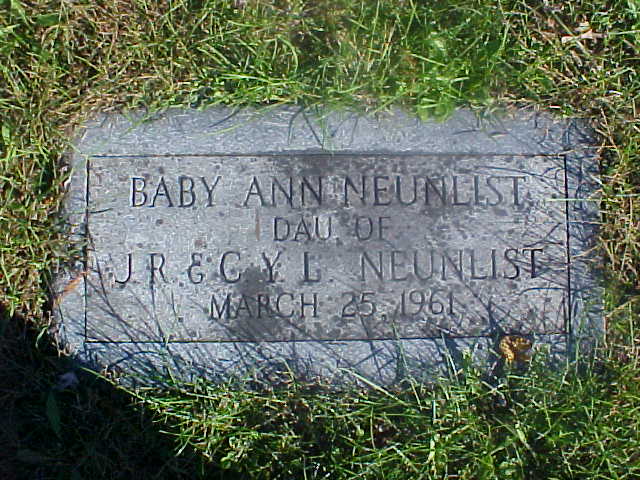 BABY ANN NEUNLIST
DAU. OF
J. R. & C. Y. L. NEUNLIST
MARCH 25, 1961